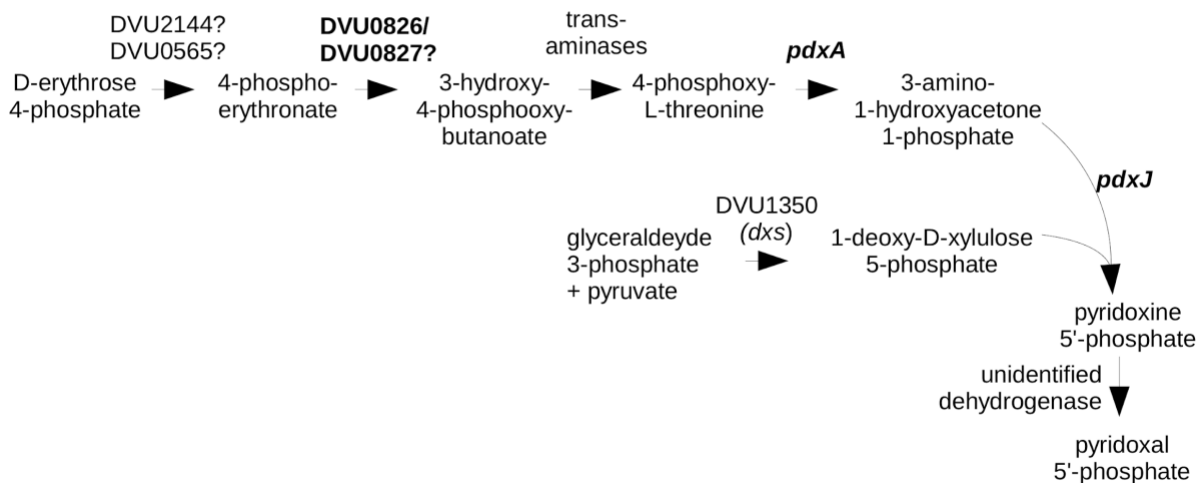 DVU2144?
DVU0565?
DVU0826/
DVU0827?
trans-
aminases
pdxA
D-erythrose
4-phosphate
4-phospho-
erythronate
3-hydroxy-
4-phosphooxy-
butanoate
4-phosphoxy-
L-threonine
3-amino-
1-hydroxyacetone
1-phosphate
pdxJ
DVU1350
(dxs)
glyceraldeyde
3-phosphate
+ pyruvate
1-deoxy-D-xylulose
5-phosphate
pyridoxine
5'-phosphate
unidentified
dehydrogenase
pyridoxal
5'-phosphate